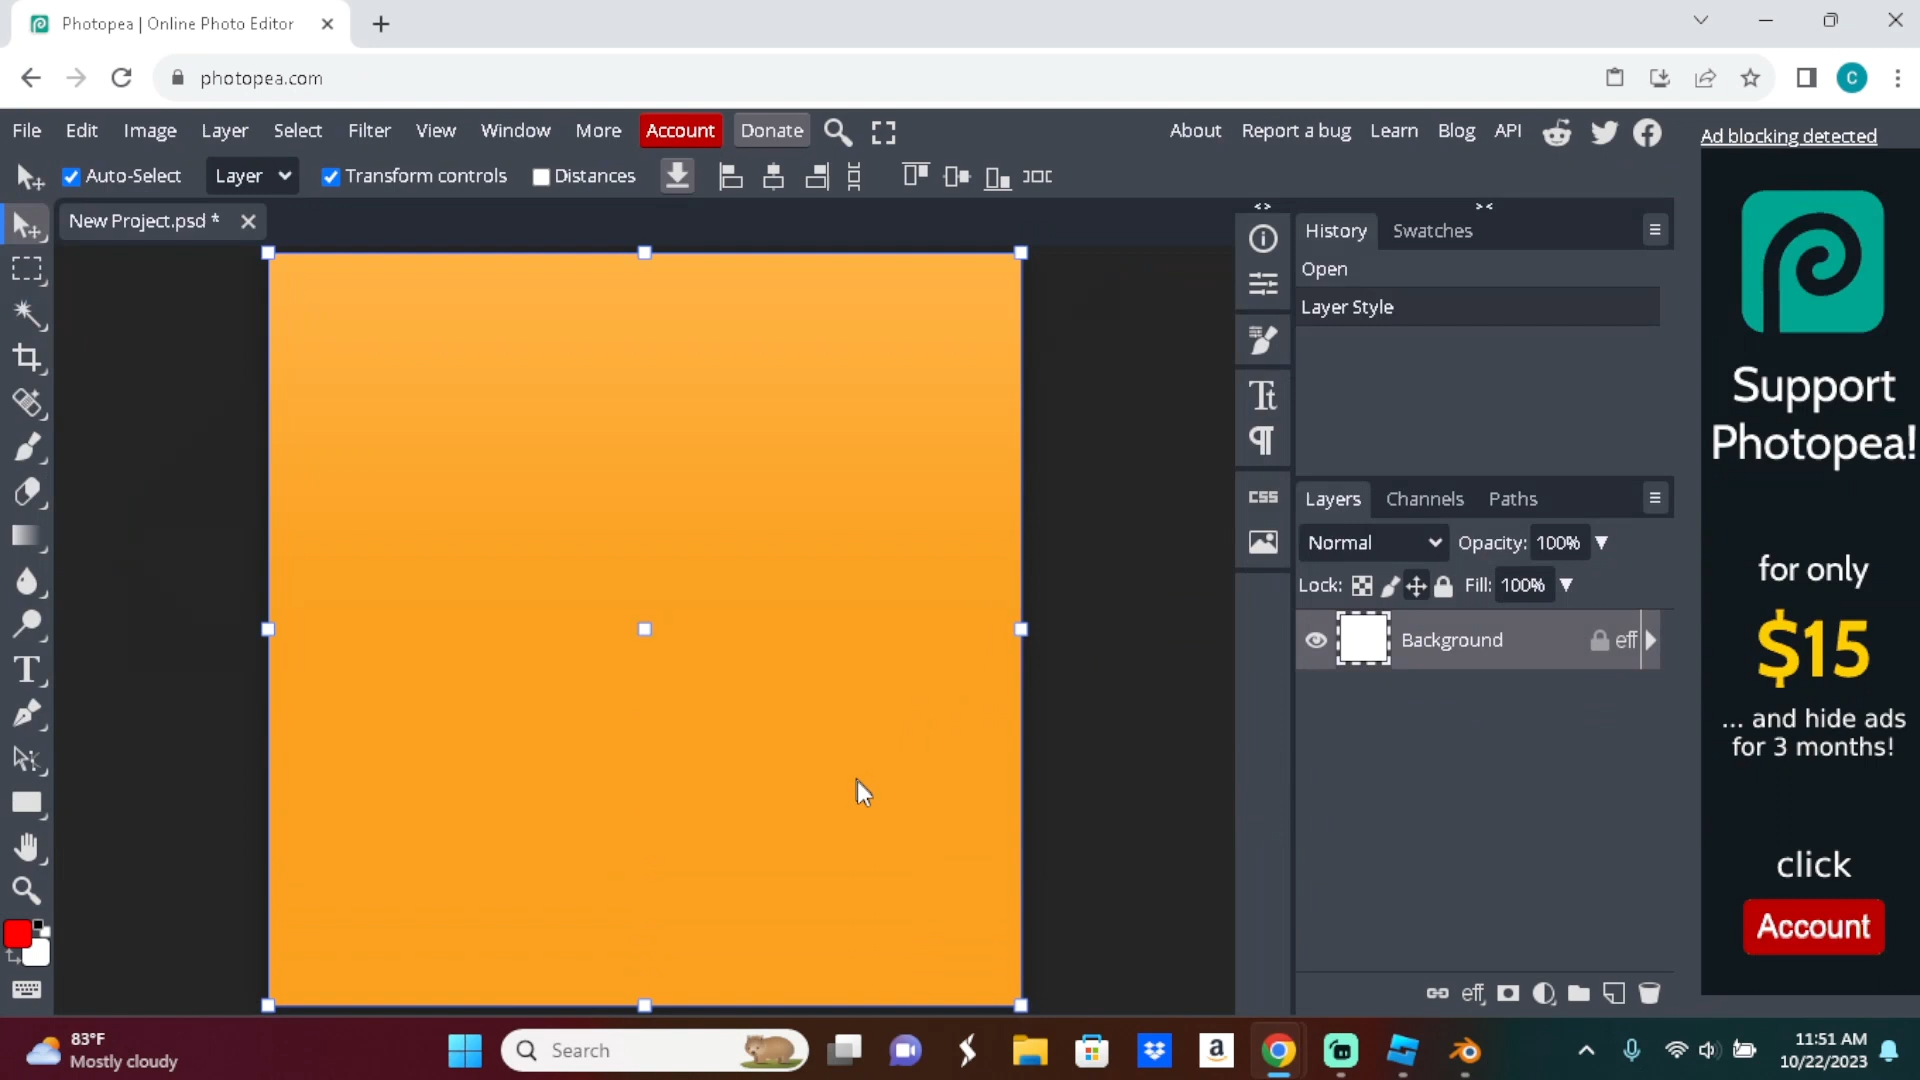 Photopea | Online Photo Editor
photopea.com
File Edit Image Layer Select Filter View Window More Account Donate
About Report a bug Learn Blog API
Ad blocking detected
Auto-Select Layer Transform controls Distances
New Project.psd *
History Swatches
Open
Layer Style
CSS
Layers Channels Paths
Normal Opacity: 100%
Lock: Fill: 100%
Background eff
eff
Support
Photopea!
for only
$15
... and hide ads
for 3 months!
click
Account
83°F
Mostly cloudy
Search
11:51 AM
10/22/2023
C